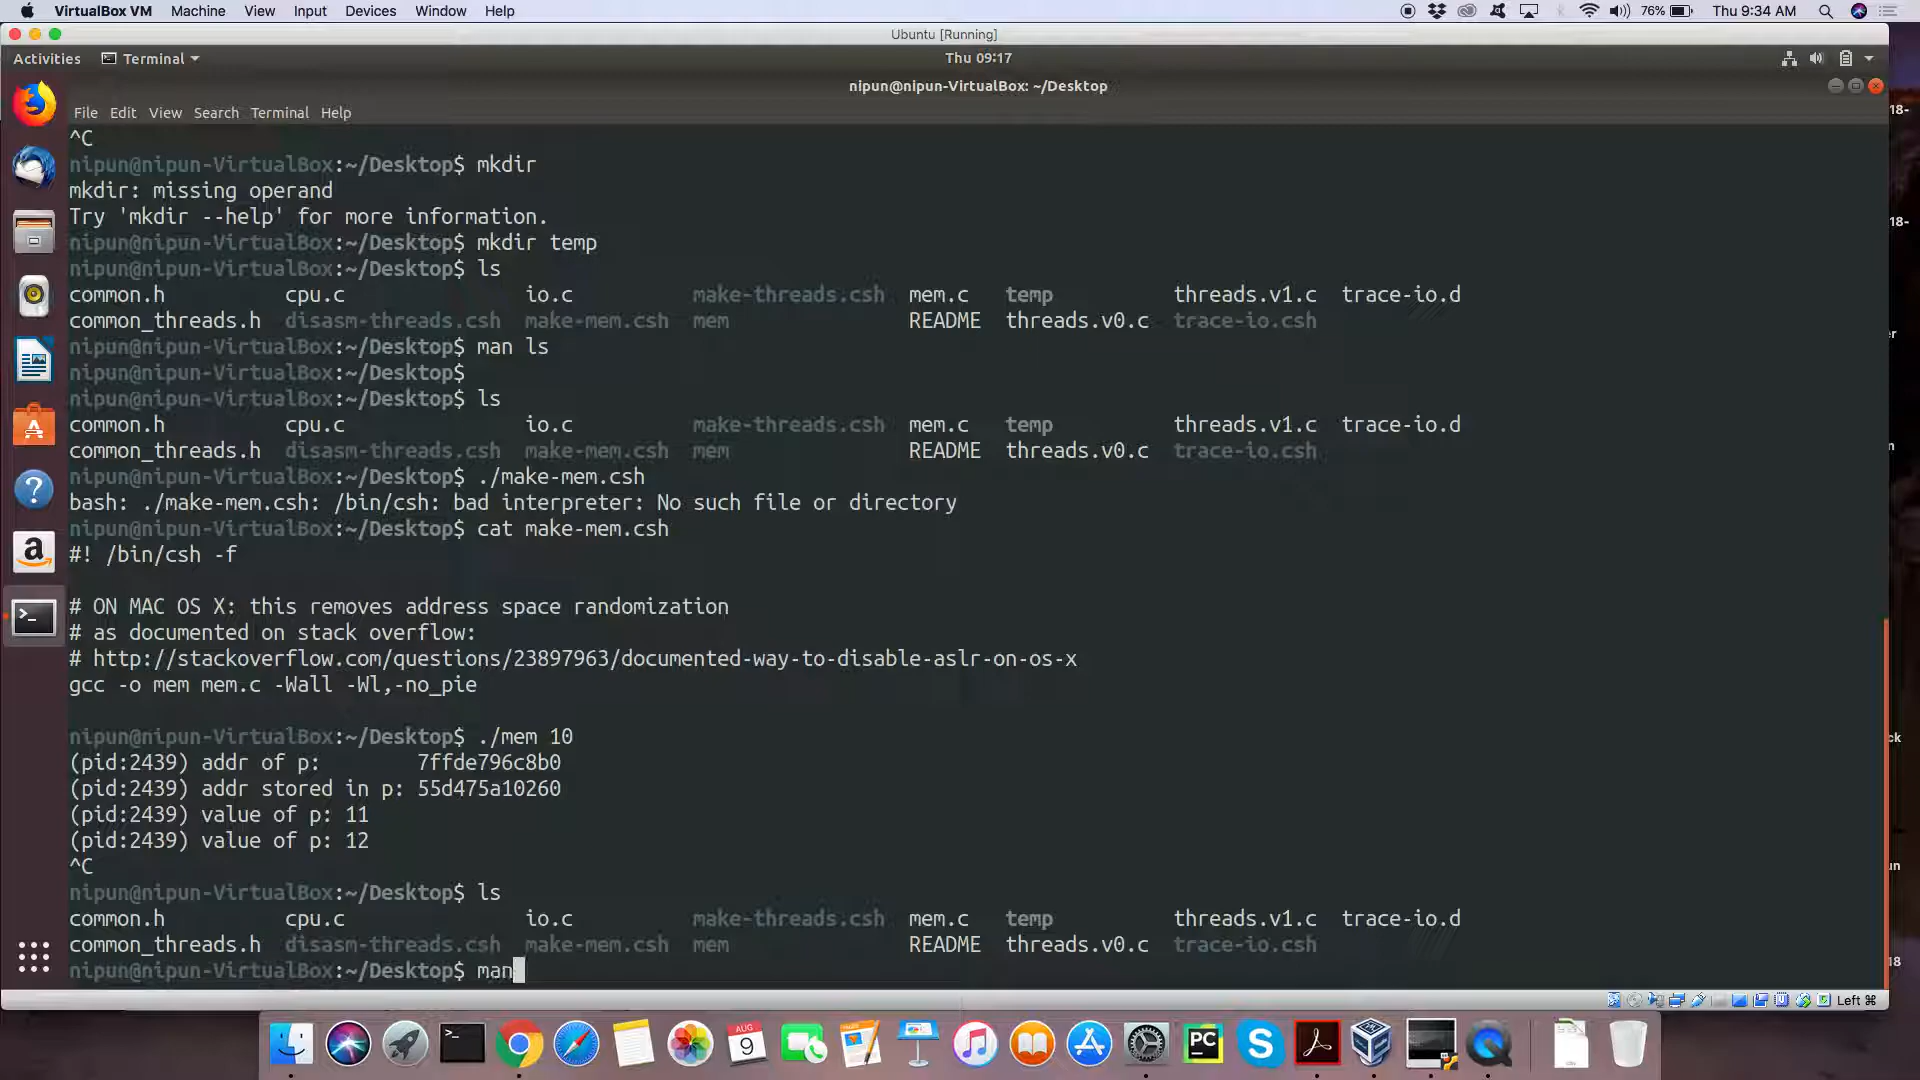 VirtualBox VM Machine View Input Devices Window Help 76% Thu 9:34 AM
Ubuntu [Running]
Activities Terminal Thu 09:17
nipun@nipun-VirtualBox: ~/Desktop
File Edit View Search Terminal Help
^C
nipun@nipun-VirtualBox:~/Desktop$ mkdir
mkdir: missing operand
Try 'mkdir --help' for more information.
nipun@nipun-VirtualBox:~/Desktop$ mkdir temp
nipun@nipun-VirtualBox:~/Desktop$ ls
common.h cpu.c io.c make-threads.csh mem.c temp threads.v1.c trace-io.d
common_threads.h disasm-threads.csh make-mem.csh mem README threads.v0.c trace-io.csh
nipun@nipun-VirtualBox:~/Desktop$ man ls
nipun@nipun-VirtualBox:~/Desktop$
nipun@nipun-VirtualBox:~/Desktop$ ls
common.h cpu.c io.c make-threads.csh mem.c temp threads.v1.c trace-io.d
common_threads.h disasm-threads.csh make-mem.csh mem README threads.v0.c trace-io.csh
nipun@nipun-VirtualBox:~/Desktop$ ./make-mem.csh
bash: ./make-mem.csh: /bin/csh: bad interpreter: No such file or directory
nipun@nipun-VirtualBox:~/Desktop$ cat make-mem.csh
#! /bin/csh -f
# ON MAC OS X: this removes address space randomization
# as documented on stack overflow:
# http://stackoverflow.com/questions/23897963/documented-way-to-disable-aslr-on-os-x
gcc -o mem mem.c -Wall -Wl,-no_pie
nipun@nipun-VirtualBox:~/Desktop$ ./mem 10
(pid:2439) addr of p: 7ffde796c8b0
(pid:2439) addr stored in p: 55d475a10260
(pid:2439) value of p: 11
(pid:2439) value of p: 12
^C
nipun@nipun-VirtualBox:~/Desktop$ ls
common.h cpu.c io.c make-threads.csh mem.c temp threads.v1.c trace-io.d
common_threads.h disasm-threads.csh make-mem.csh mem README threads.v0.c trace-io.csh
nipun@nipun-VirtualBox:~/Desktop$ man
Left ⌘
AUG
9
PC